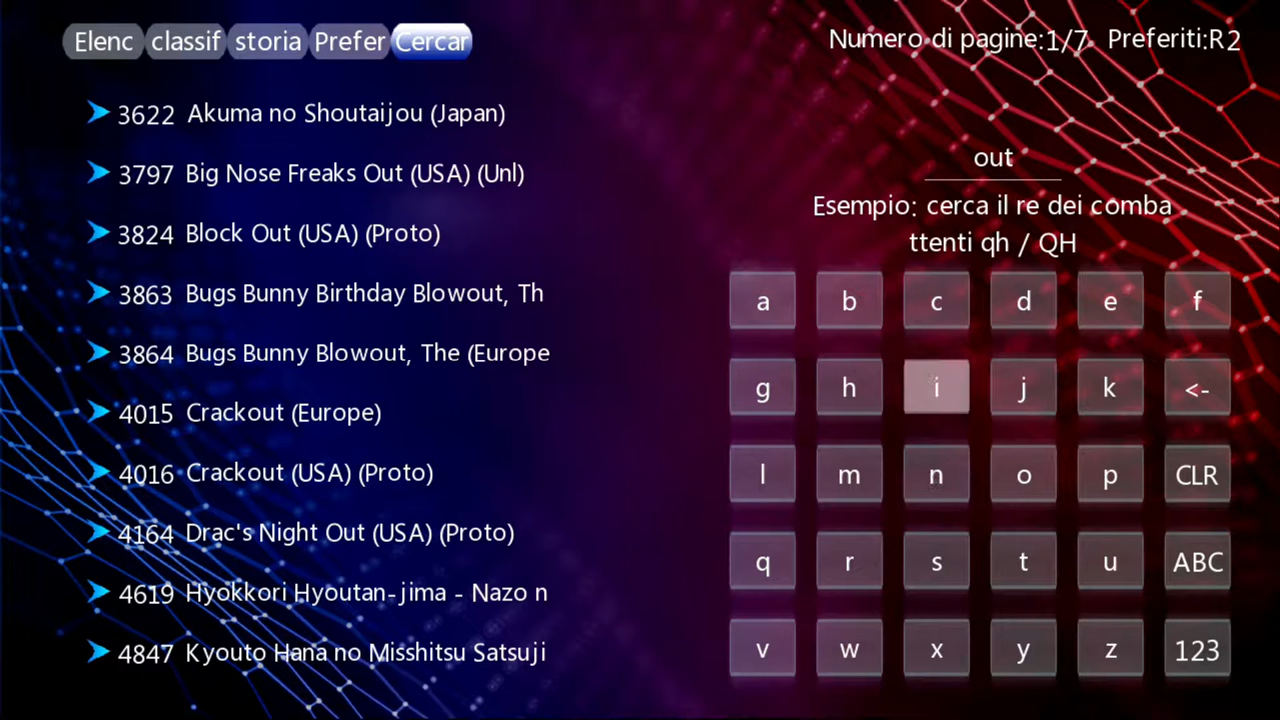 Elenc classif storia Prefer Cercar
Numero di pagine:1/7 Preferiti:R2
3622 Akuma no Shoutaijou (Japan)
3797 Big Nose Freaks Out (USA) (Unl)
3824 Block Out (USA) (Proto)
3863 Bugs Bunny Birthday Blowout, Th
3864 Bugs Bunny Blowout, The (Europe
4015 Crackout (Europe)
4016 Crackout (USA) (Proto)
4164 Drac's Night Out (USA) (Proto)
4619 Hyokkori Hyoutan-jima - Nazo n
4847 Kyouto Hana no Misshitsu Satsuji
out
Esempio: cerca il re dei comba
ttenti qh / QH
a b c d e f
g h i j k <-
l m n o p CLR
q r s t u ABC
v w x y z 123